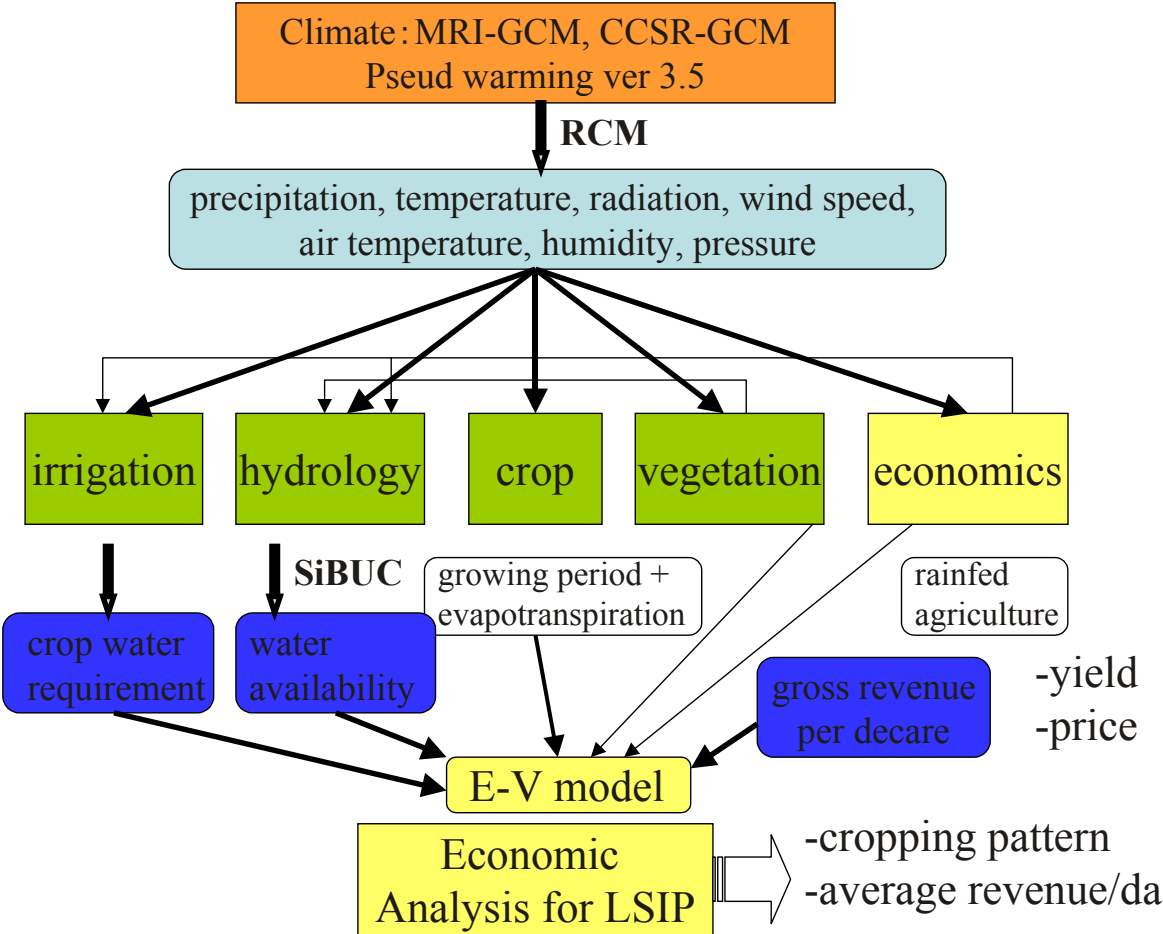 Climate：MRI-GCM, CCSR-GCM
Pseud warming ver 3.5
RCM
precipitation, temperature, radiation, wind speed,
air temperature, humidity, pressure
irrigation
hydrology
crop
vegetation
economics
SiBUC
growing period +
evapotranspiration
rainfed
agriculture
crop water
requirement
water
availability
gross revenue
per decare
-yield
-price
E-V model
Economic
Analysis for LSIP
-cropping pattern
-average revenue/da